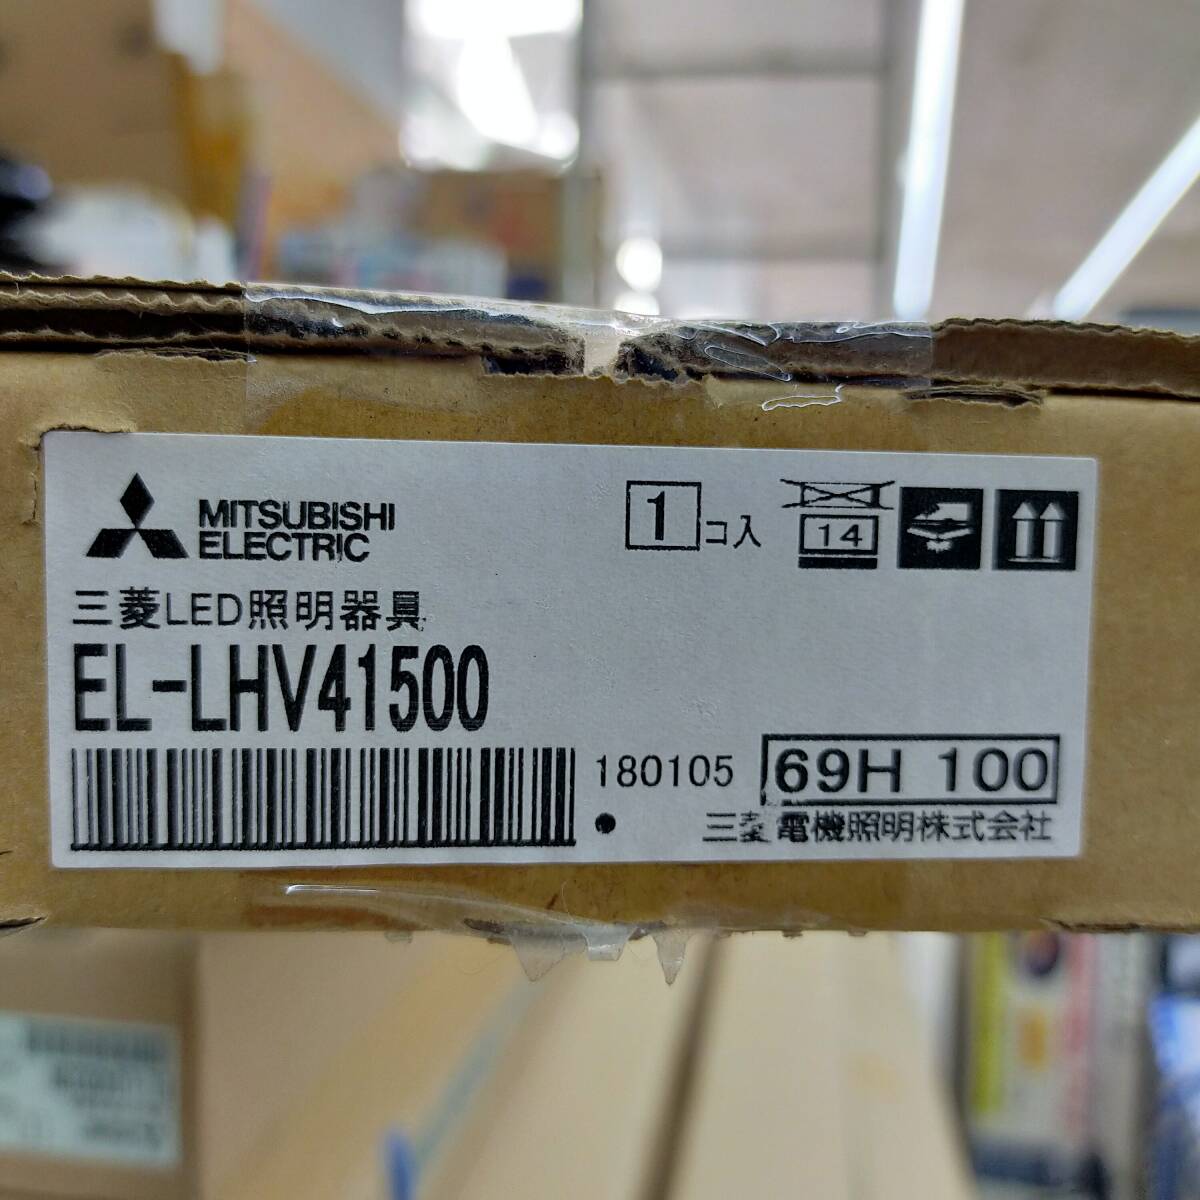 MITSUBISHI
ELECTRIC
1コ入
14
三菱LED照明器具
EL-LHV41500
180105
69H 100
三菱電機照明株式会社